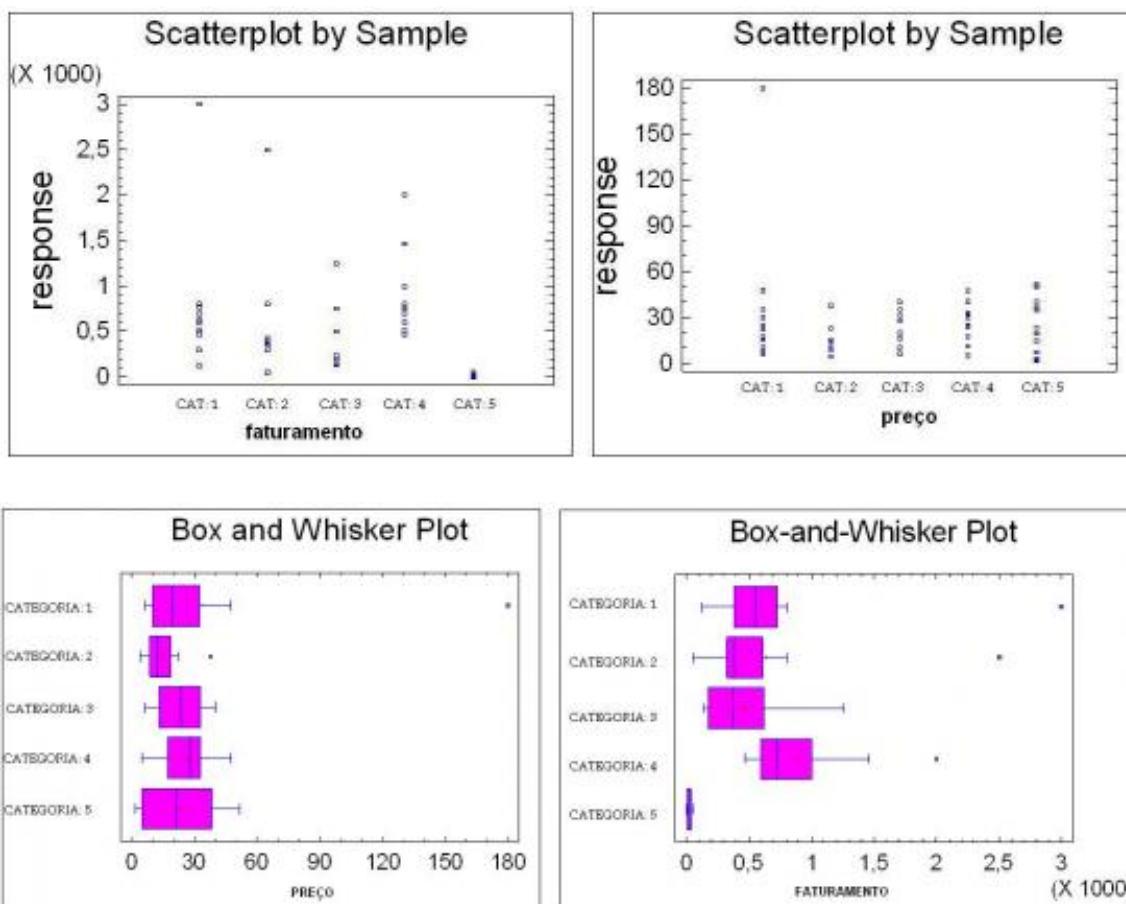 Scatterplot by Sample
(X 1000)
response
3
2,5
2
1,5
1
0,5
0
CAT: 1 CAT: 2 CAT: 3 CAT: 4 CAT: 5
faturamento
Scatterplot by Sample
response
180
150
120
90
60
30
0
CAT: 1 CAT: 2 CAT: 3 CAT: 4 CAT: 5
preço
Box and Whisker Plot
CATEGORIA: 1
CATEGORIA: 2
CATEGORIA: 3
CATEGORIA: 4
CATEGORIA: 5
0 30 60 90 120 150 180
PREÇO
Box-and-Whisker Plot
CATEGORIA: 1
CATEGORIA: 2
CATEGORIA: 3
CATEGORIA: 4
CATEGORIA: 5
0 0,5 1 1,5 2 2,5 3
(X 1000
FATURAMENTO